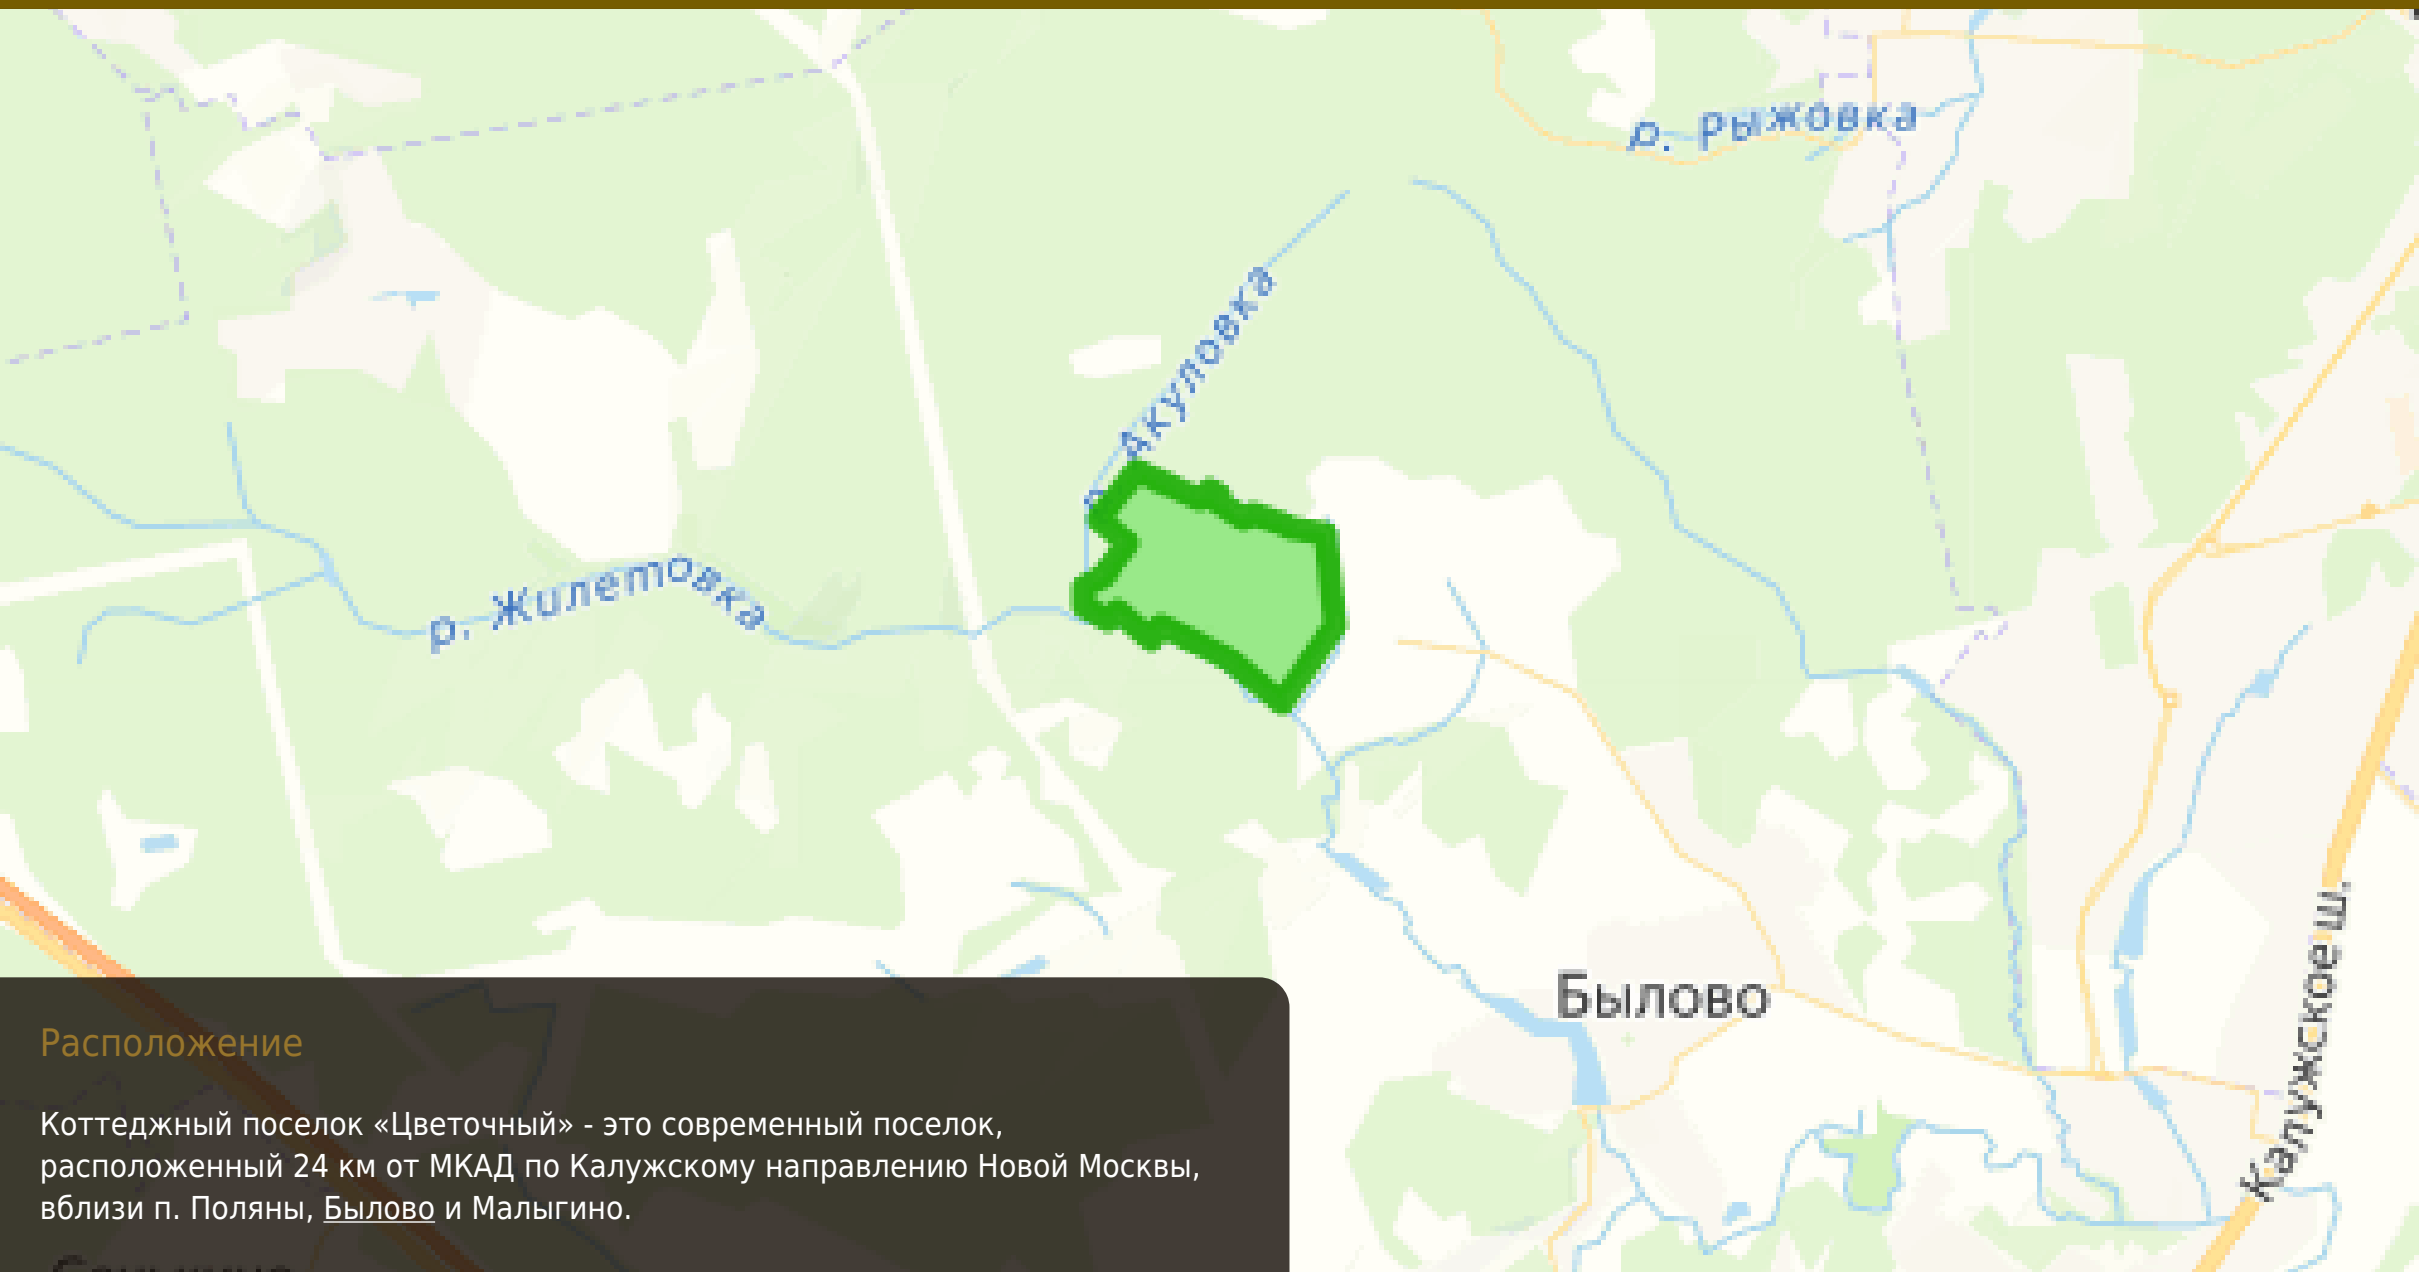 р. Рыжовка
р. Акуловка
р. Жилетовка
Былово
Калужское ш.
Расположение
Коттеджный поселок «Цветочный» - это современный поселок,
расположенный 24 км от МКАД по Калужскому направлению Новой Москвы,
вблизи п. Поляны, Былово и Малыгино.